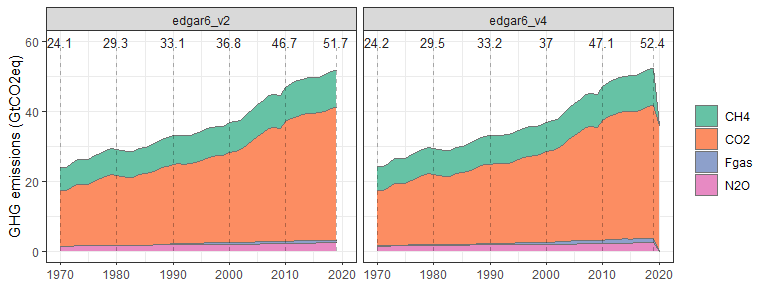 edgar6_v2 edgar6_v4
24.1 29.3 33.1 36.8 46.7 51.7 24.2 29.5 33.2 37 47.1 52.4
GHG emissions (GtCO2eq)
60
40
20
0
1970 1980 1990 2000 2010 2020 1970 1980 1990 2000 2010 2020
CH4
CO2
Fgas
N2O